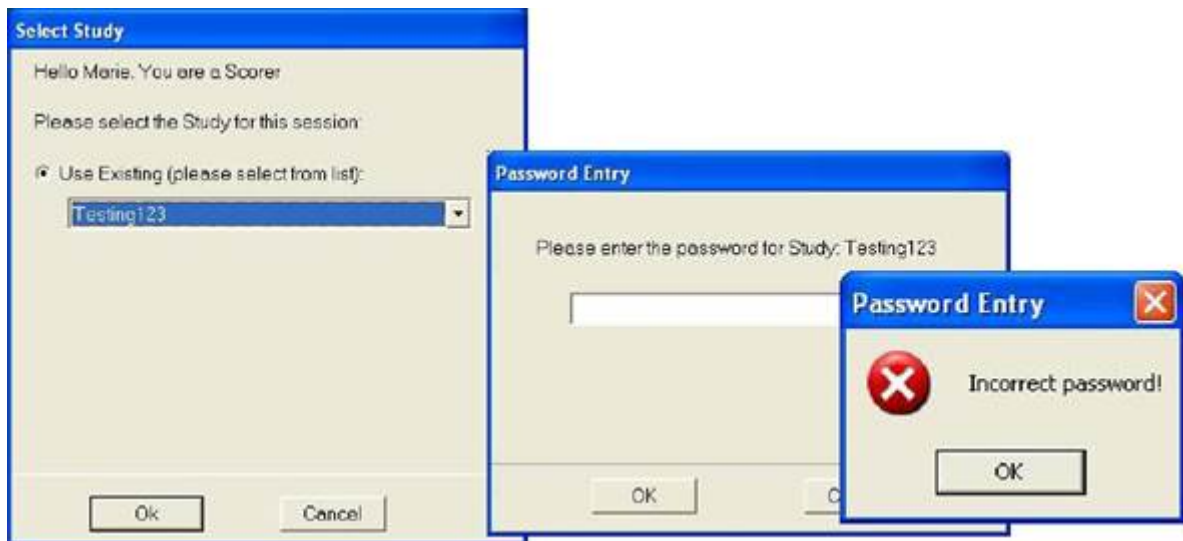 Select Study
Hello Marie. You are a Scorer
Please select the Study for this session:
Use Existing (please select from list):
Testing123
Ok
Cancel
Password Entry
Please enter the password for Study: Testing123
OK
Password Entry
Incorrect password!
OK